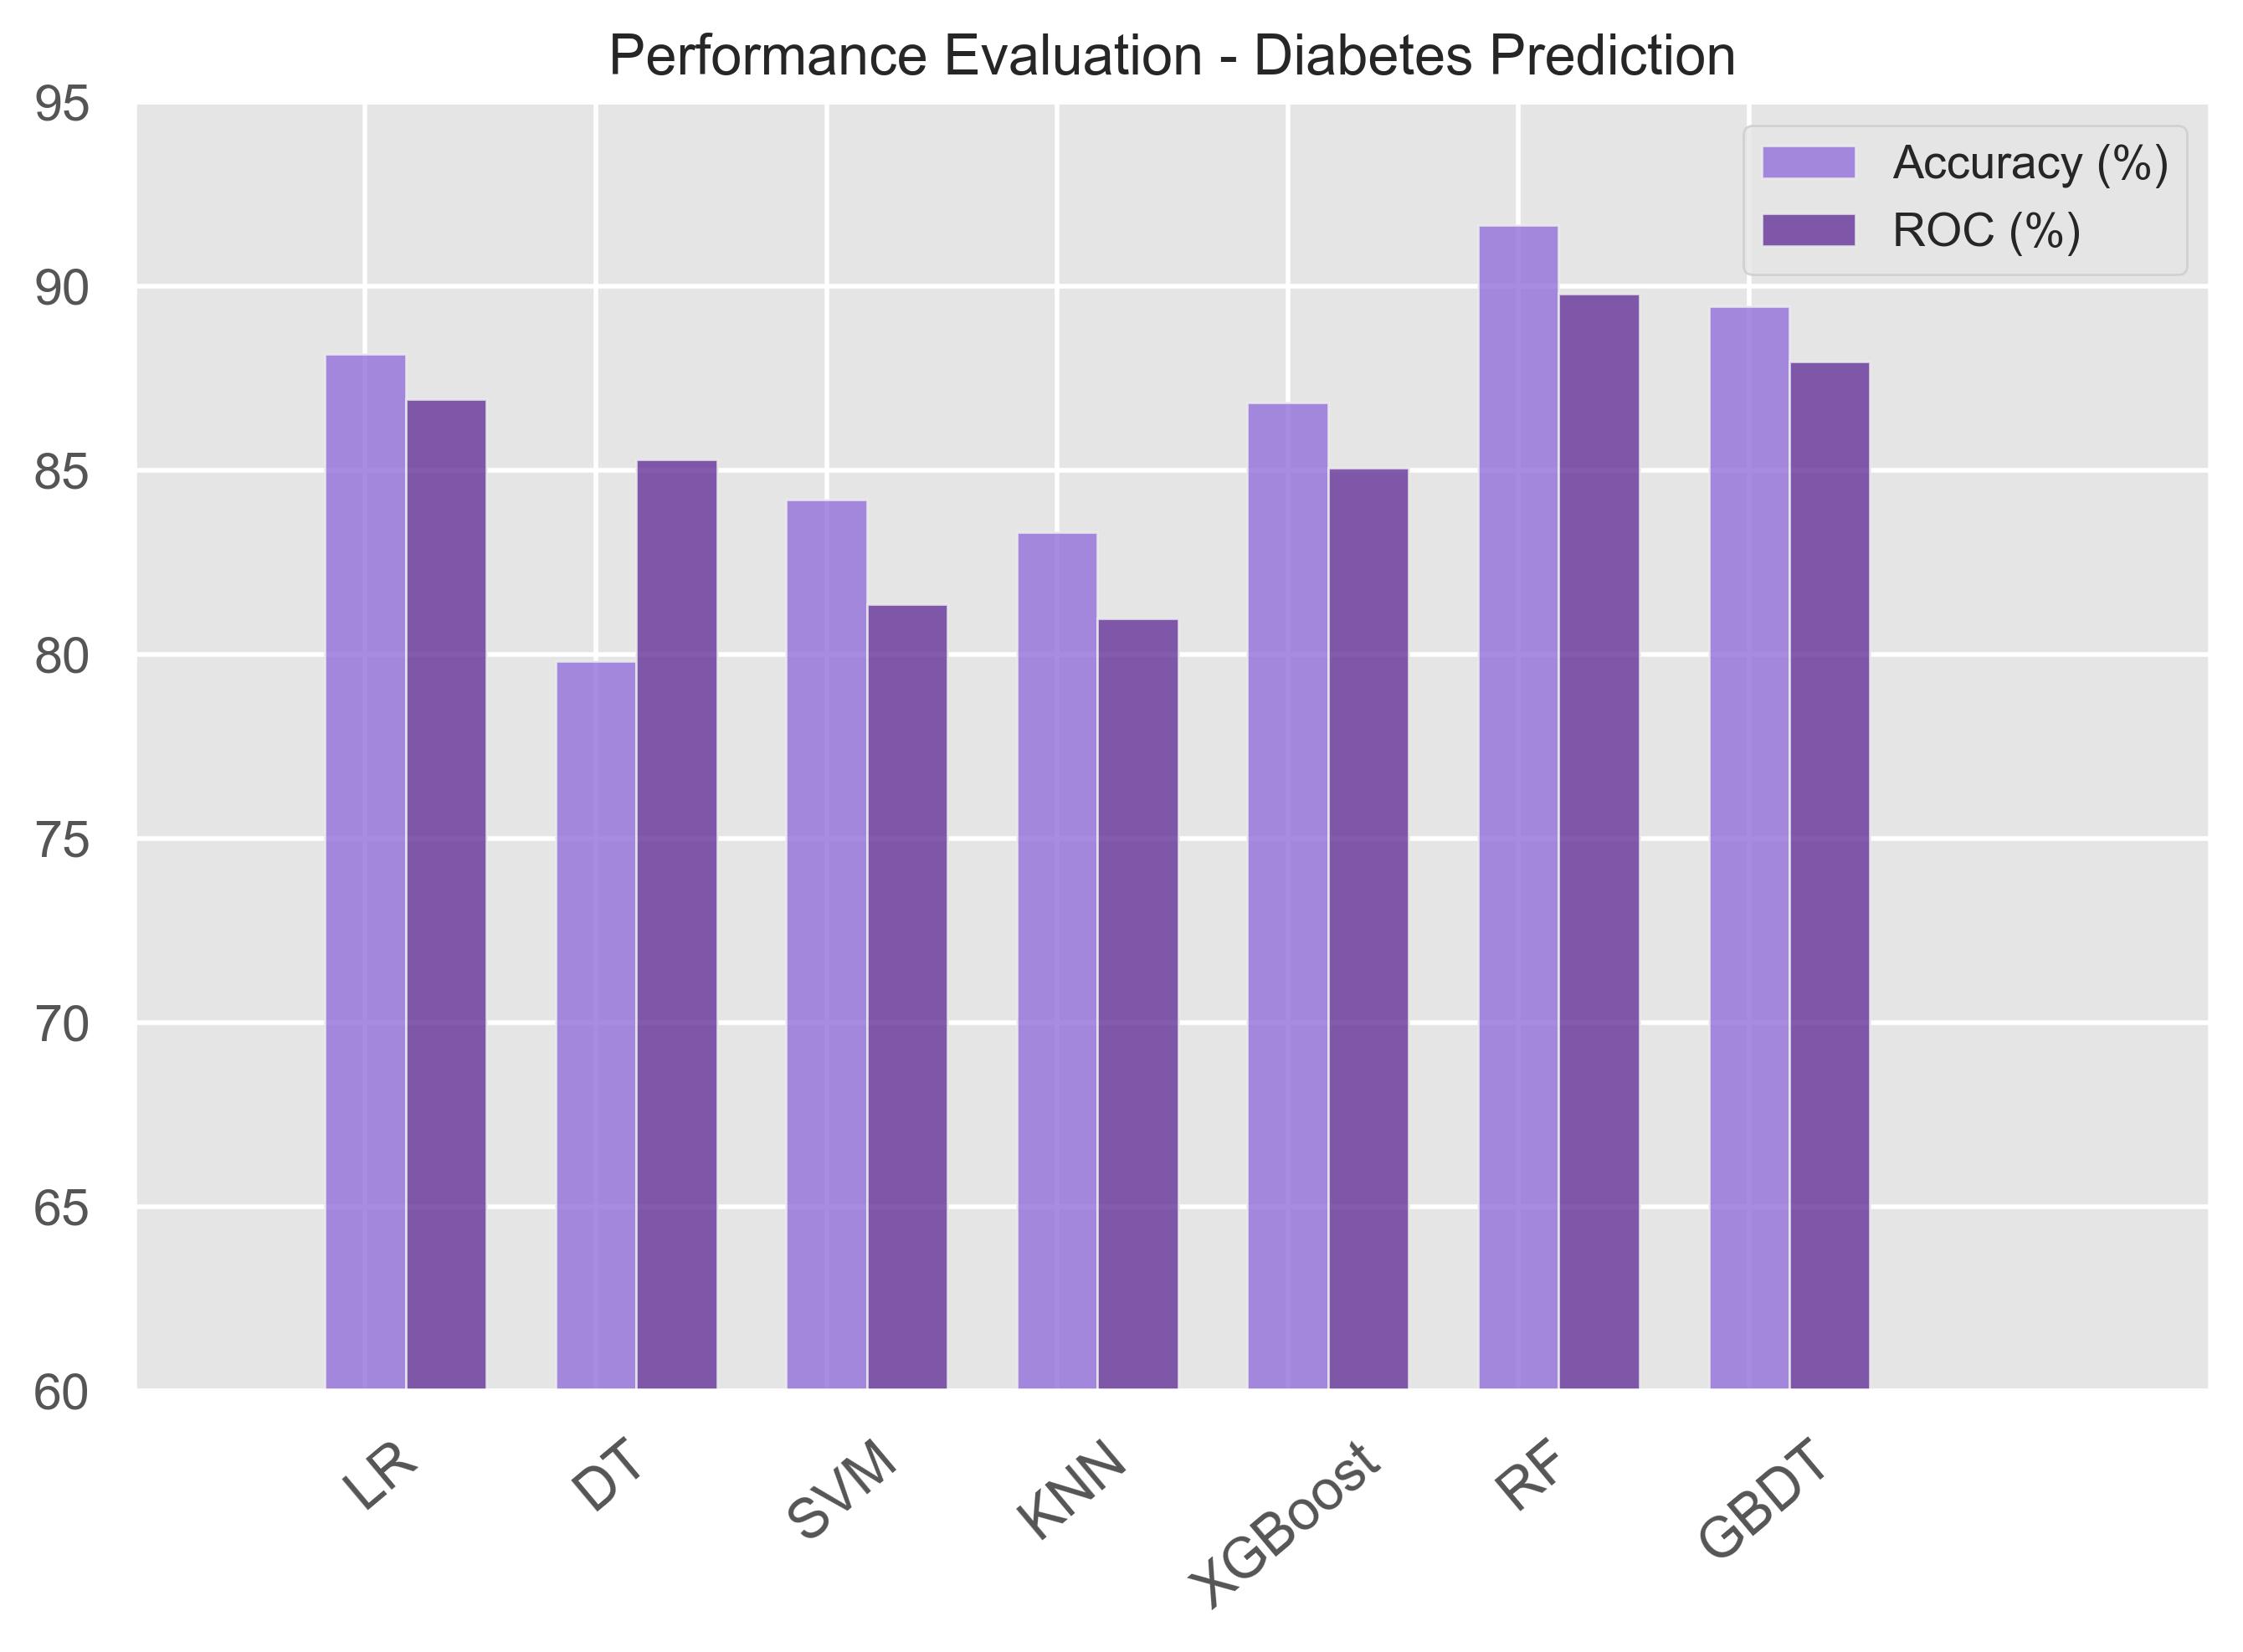 Performance Evaluation - Diabetes Prediction
95
90
85
80
75
70
65
60
Accuracy (%)
ROC (%)
LR
DT
SVM
KNN
XGBoost
RF
GBDT